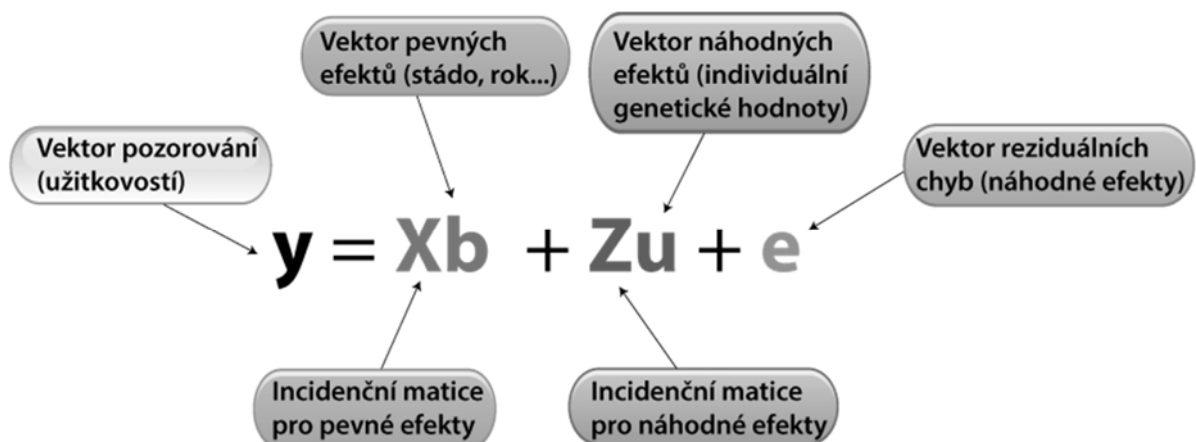 Vektor pevných
efektů (stádo, rok...)
Vektor náhodných
efektů (individuální
genetické hodnoty)
Vektor pozorování
(užitkovostí)
Vektor reziduálních
chyb (náhodné efekty)
y = Xb + Zu + e
Incidenční matice
pro pevné efekty
Incidenční matice
pro náhodné efekty